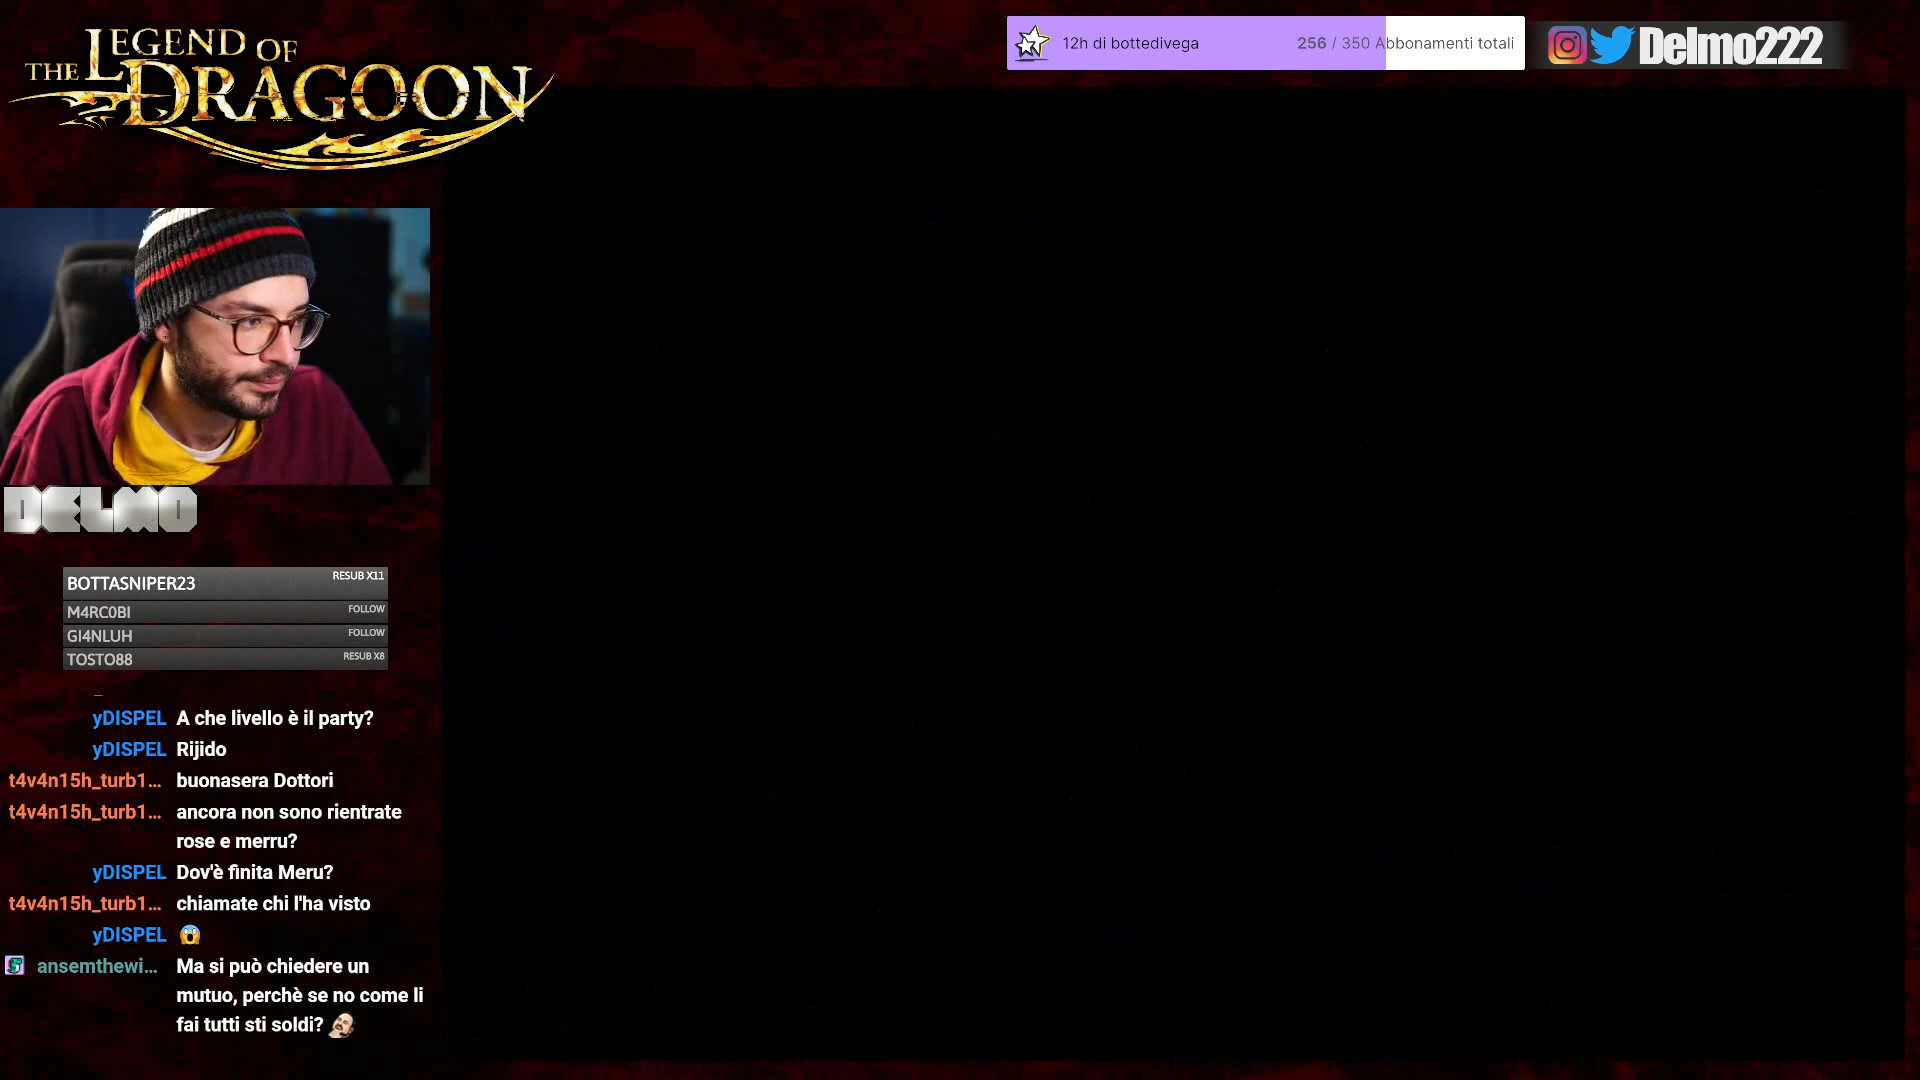 THE LEGEND OF
DRAGOON
12h di bottedivega 256 / 350 Abbonamenti totali
Delmo222
DELMO
BOTTASNIPER23 RESUB X11
M4RC0BI FOLLOW
GI4NLUH FOLLOW
TOSTO88 RESUB X8
yDISPEL A che livello è il party?
yDISPEL Rijido
t4v4n15h_turb1... buonasera Dottori
t4v4n15h_turb1... ancora non sono rientrate
rose e merru?
yDISPEL Dov'è finita Meru?
t4v4n15h_turb1... chiamate chi l'ha visto
yDISPEL 😱
ansemthewi... Ma si può chiedere un
mutuo, perchè se no come li
fai tutti sti soldi?